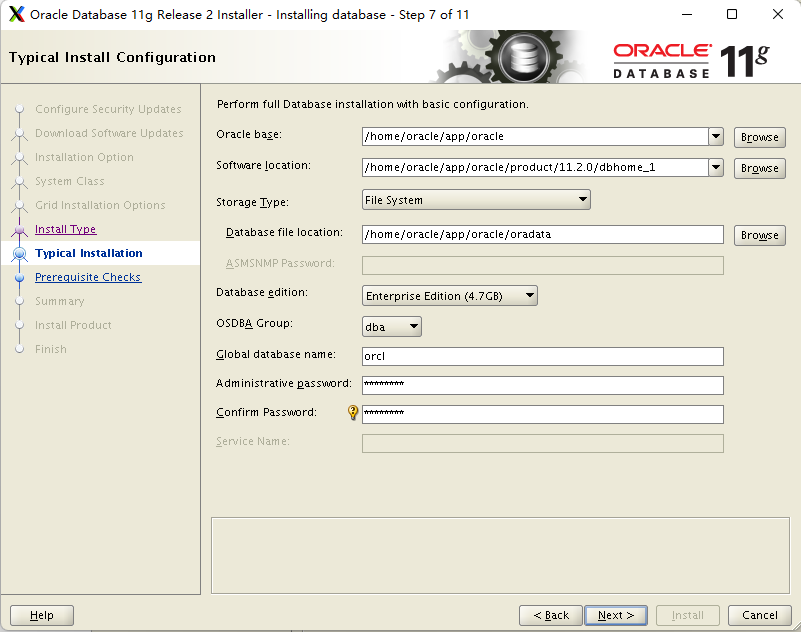 Oracle Database 11g Release 2 Installer - Installing database - Step 7 of 11
Typical Install Configuration
ORACLE
DATABASE
11g
Configure Security Updates
Download Software Updates
Installation Option
System Class
Grid Installation Options
Install Type
Typical Installation
Prerequisite Checks
Summary
Install Product
Finish
Perform full Database installation with basic configuration.
Oracle base: /home/oracle/app/oracle Browse
Software location: /home/oracle/app/oracle/product/11.2.0/dbhome_1 Browse
Storage Type: File System
Database file location: /home/oracle/app/oracle/oradata Browse
ASMSNMP Password:
Database edition: Enterprise Edition (4.7GB)
OSDBA Group: dba
Global database name: orcl
Administrative password: ********
Confirm Password: ********
Service Name:
Help < Back Next > Install Cancel